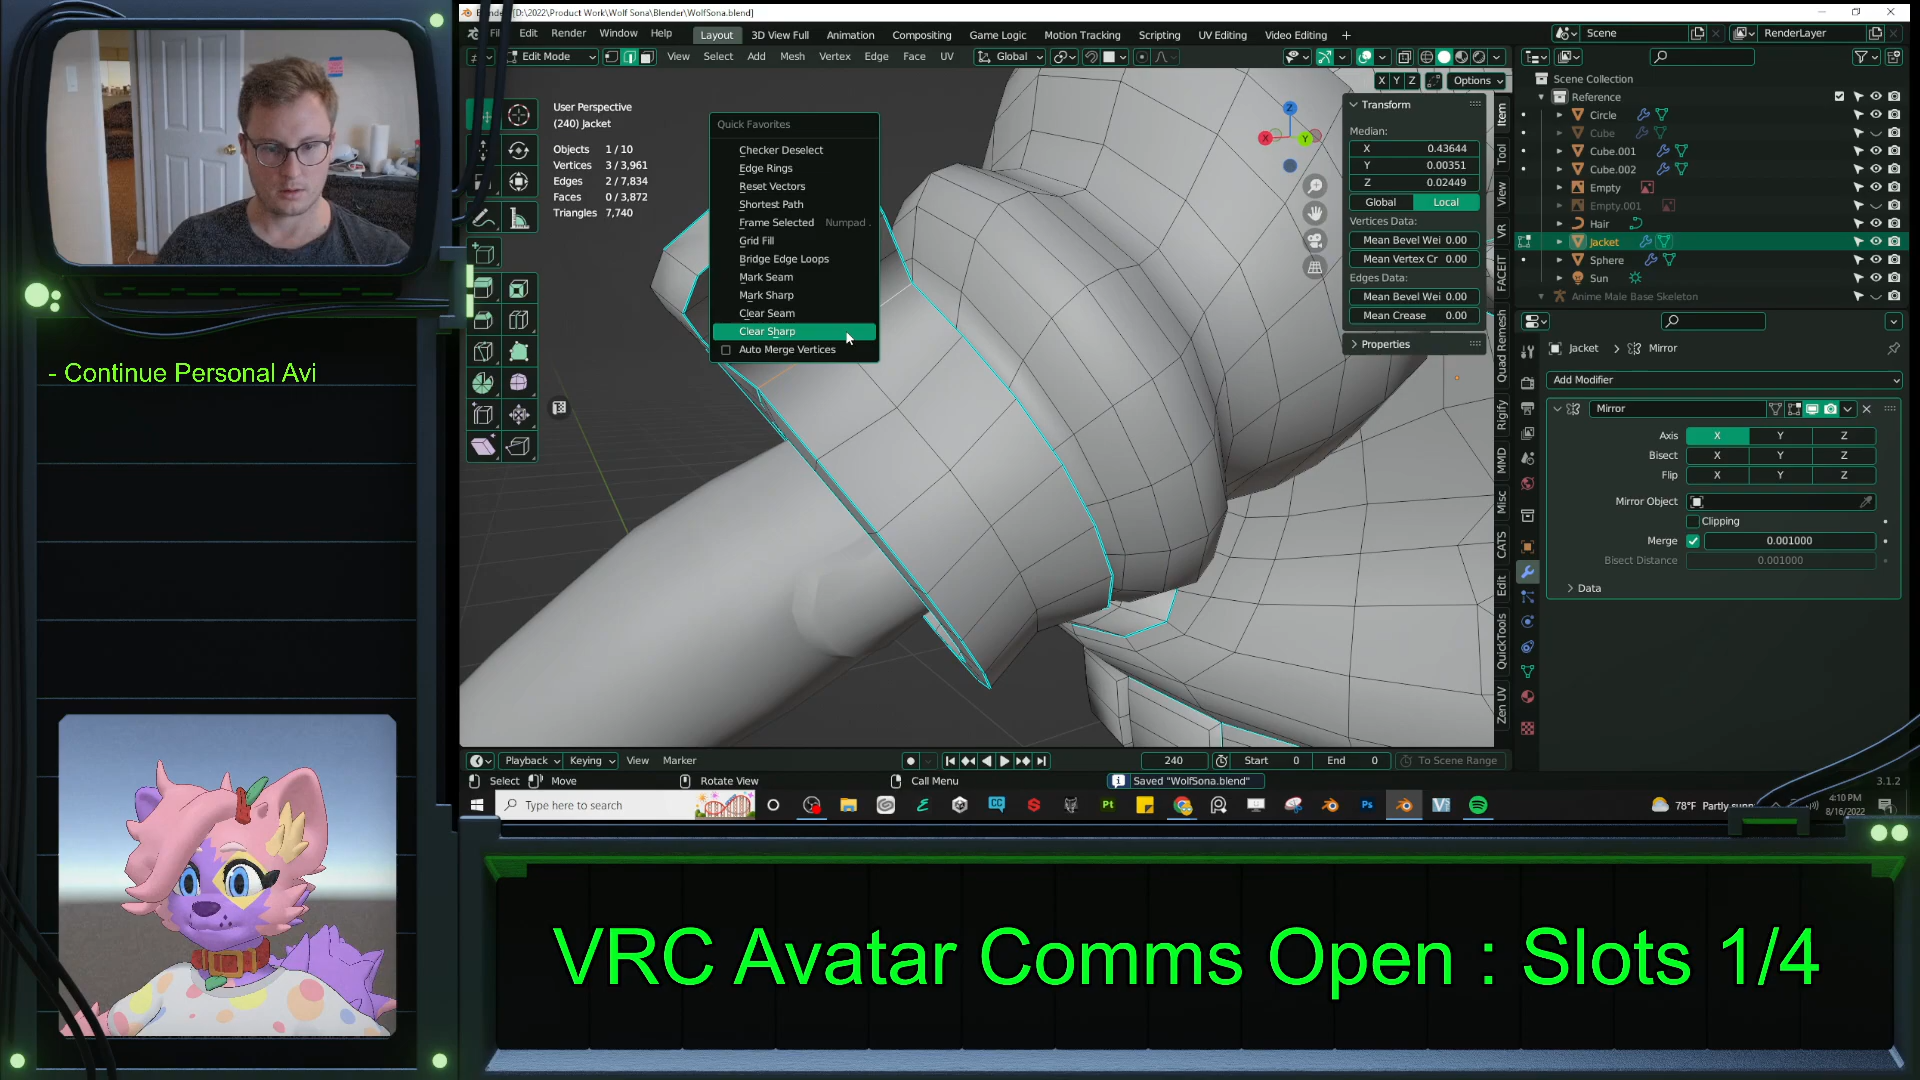 Blender [D:\2022\Product Work\Wolf Sona\Blender\WolfSona.blend]
Edit Render Window Help
Layout 3D View Full Animation Compositing Game Logic Motion Tracking Scripting UV Editing Video Editing +
Scene RenderLayer
Edit Mode View Select Add Mesh Vertex Edge Face UV Global
X Y Z Options
User Perspective
(240) Jacket
Objects 1 / 10
Vertices 3 / 3,961
Edges 2 / 7,834
Faces 0 / 3,872
Triangles 7,740
Quick Favorites
Checker Deselect
Edge Rings
Reset Vectors
Shortest Path
Frame Selected Numpad .
Grid Fill
Bridge Edge Loops
Mark Seam
Mark Sharp
Clear Seam
Clear Sharp
Auto Merge Vertices
Z
X
Y
Transform
Median:
X 0.43644
Y 0.00351
Z 0.02449
Global Local
Vertices Data:
Mean Bevel Wei 0.00
Mean Vertex Cr 0.00
Edges Data:
Mean Bevel Wei 0.00
Mean Crease 0.00
Properties
Item
Tool
View
VR
FACEIT
Quad Remesh
Rigify
MMD
Misc
CATS
Edit
QuickTools
Zen UV
Scene Collection
Reference
Circle
Cube
Cube.001
Cube.002
Empty
Empty.001
Hair
Jacket
Sphere
Sun
Anime Male Base Skeleton
Jacket > Mirror
Add Modifier
Mirror
Axis X Y Z
Bisect X Y Z
Flip X Y Z
Mirror Object
Clipping
Merge 0.001000
Bisect Distance 0.001000
Data
Playback Keying View Marker
240 Start 0 End 0 To Scene Range
Select Move Rotate View Call Menu Saved "WolfSona.blend" 3.1.2
Type here to search
78°F
4:10 PM
8/16/2022
- Continue Personal Avi
VRC Avatar Comms Open : Slots 1/4